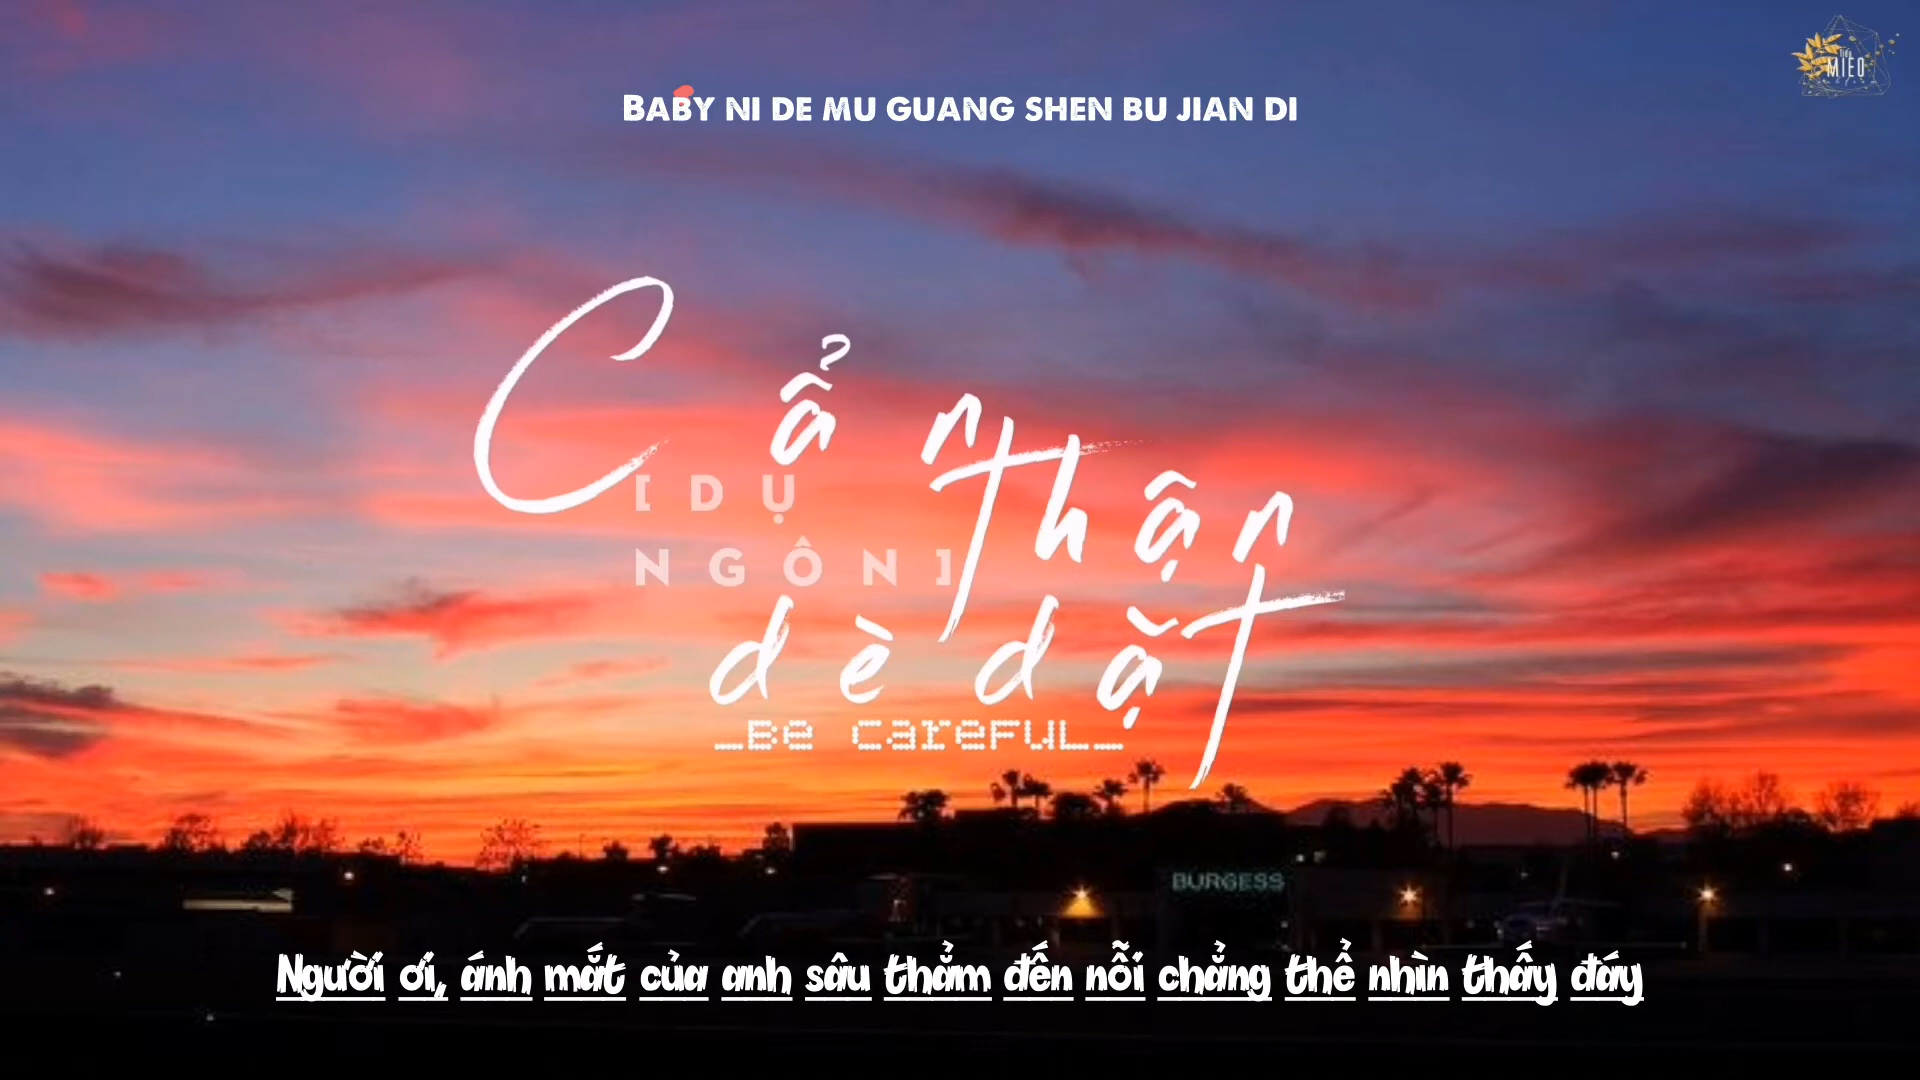 MIEO
BABY NI DE MU GUANG SHEN BU JIAN DI
Cẩn thận
[DỤ
NGÔN]
dè dặt
_Be careful_
BURGESS
Người ơi, ánh mắt của anh sâu thẳm đến nỗi chẳng thể nhìn thấy đáy